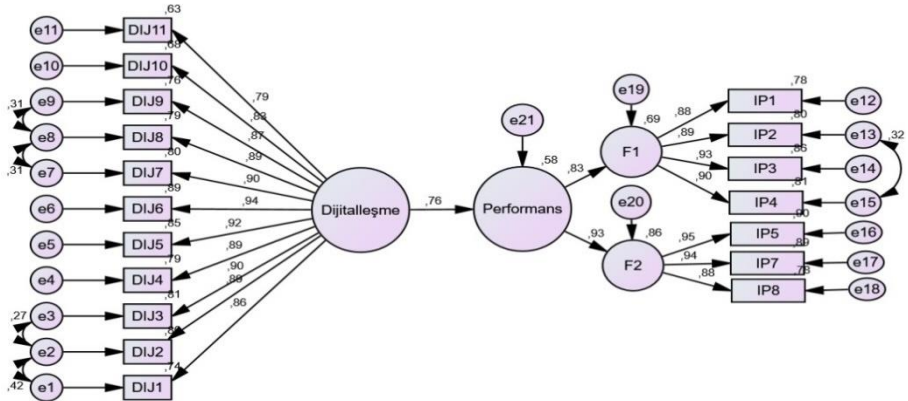 ,63
e11 DIJ11
,68
e10 DIJ10 ,79
,76
,31 e9 DIJ9 ,83
,79 ,87
e8 DIJ8
,31 ,80 ,89
e7 DIJ7 ,90
,89
e6 DIJ6 ,94
,85
e5 DIJ5 ,92
,79 ,89
e4 DIJ4
,81 ,90
,27 e3 DIJ3
e2 DIJ2 ,86
,74
,42 e1 DIJ1
Dijitalleşme
,76
e21
,58
Performans
,83
,93
e19
,69
F1
e20
,86
F2
,78
,88 IP1 e12
,80
,89 IP2 e13 ,32
,86
,93 IP3 e14
,81
,90 IP4 e15
,90
,95 IP5 e16
,89
,94 IP7 e17
,78
,88 IP8 e18